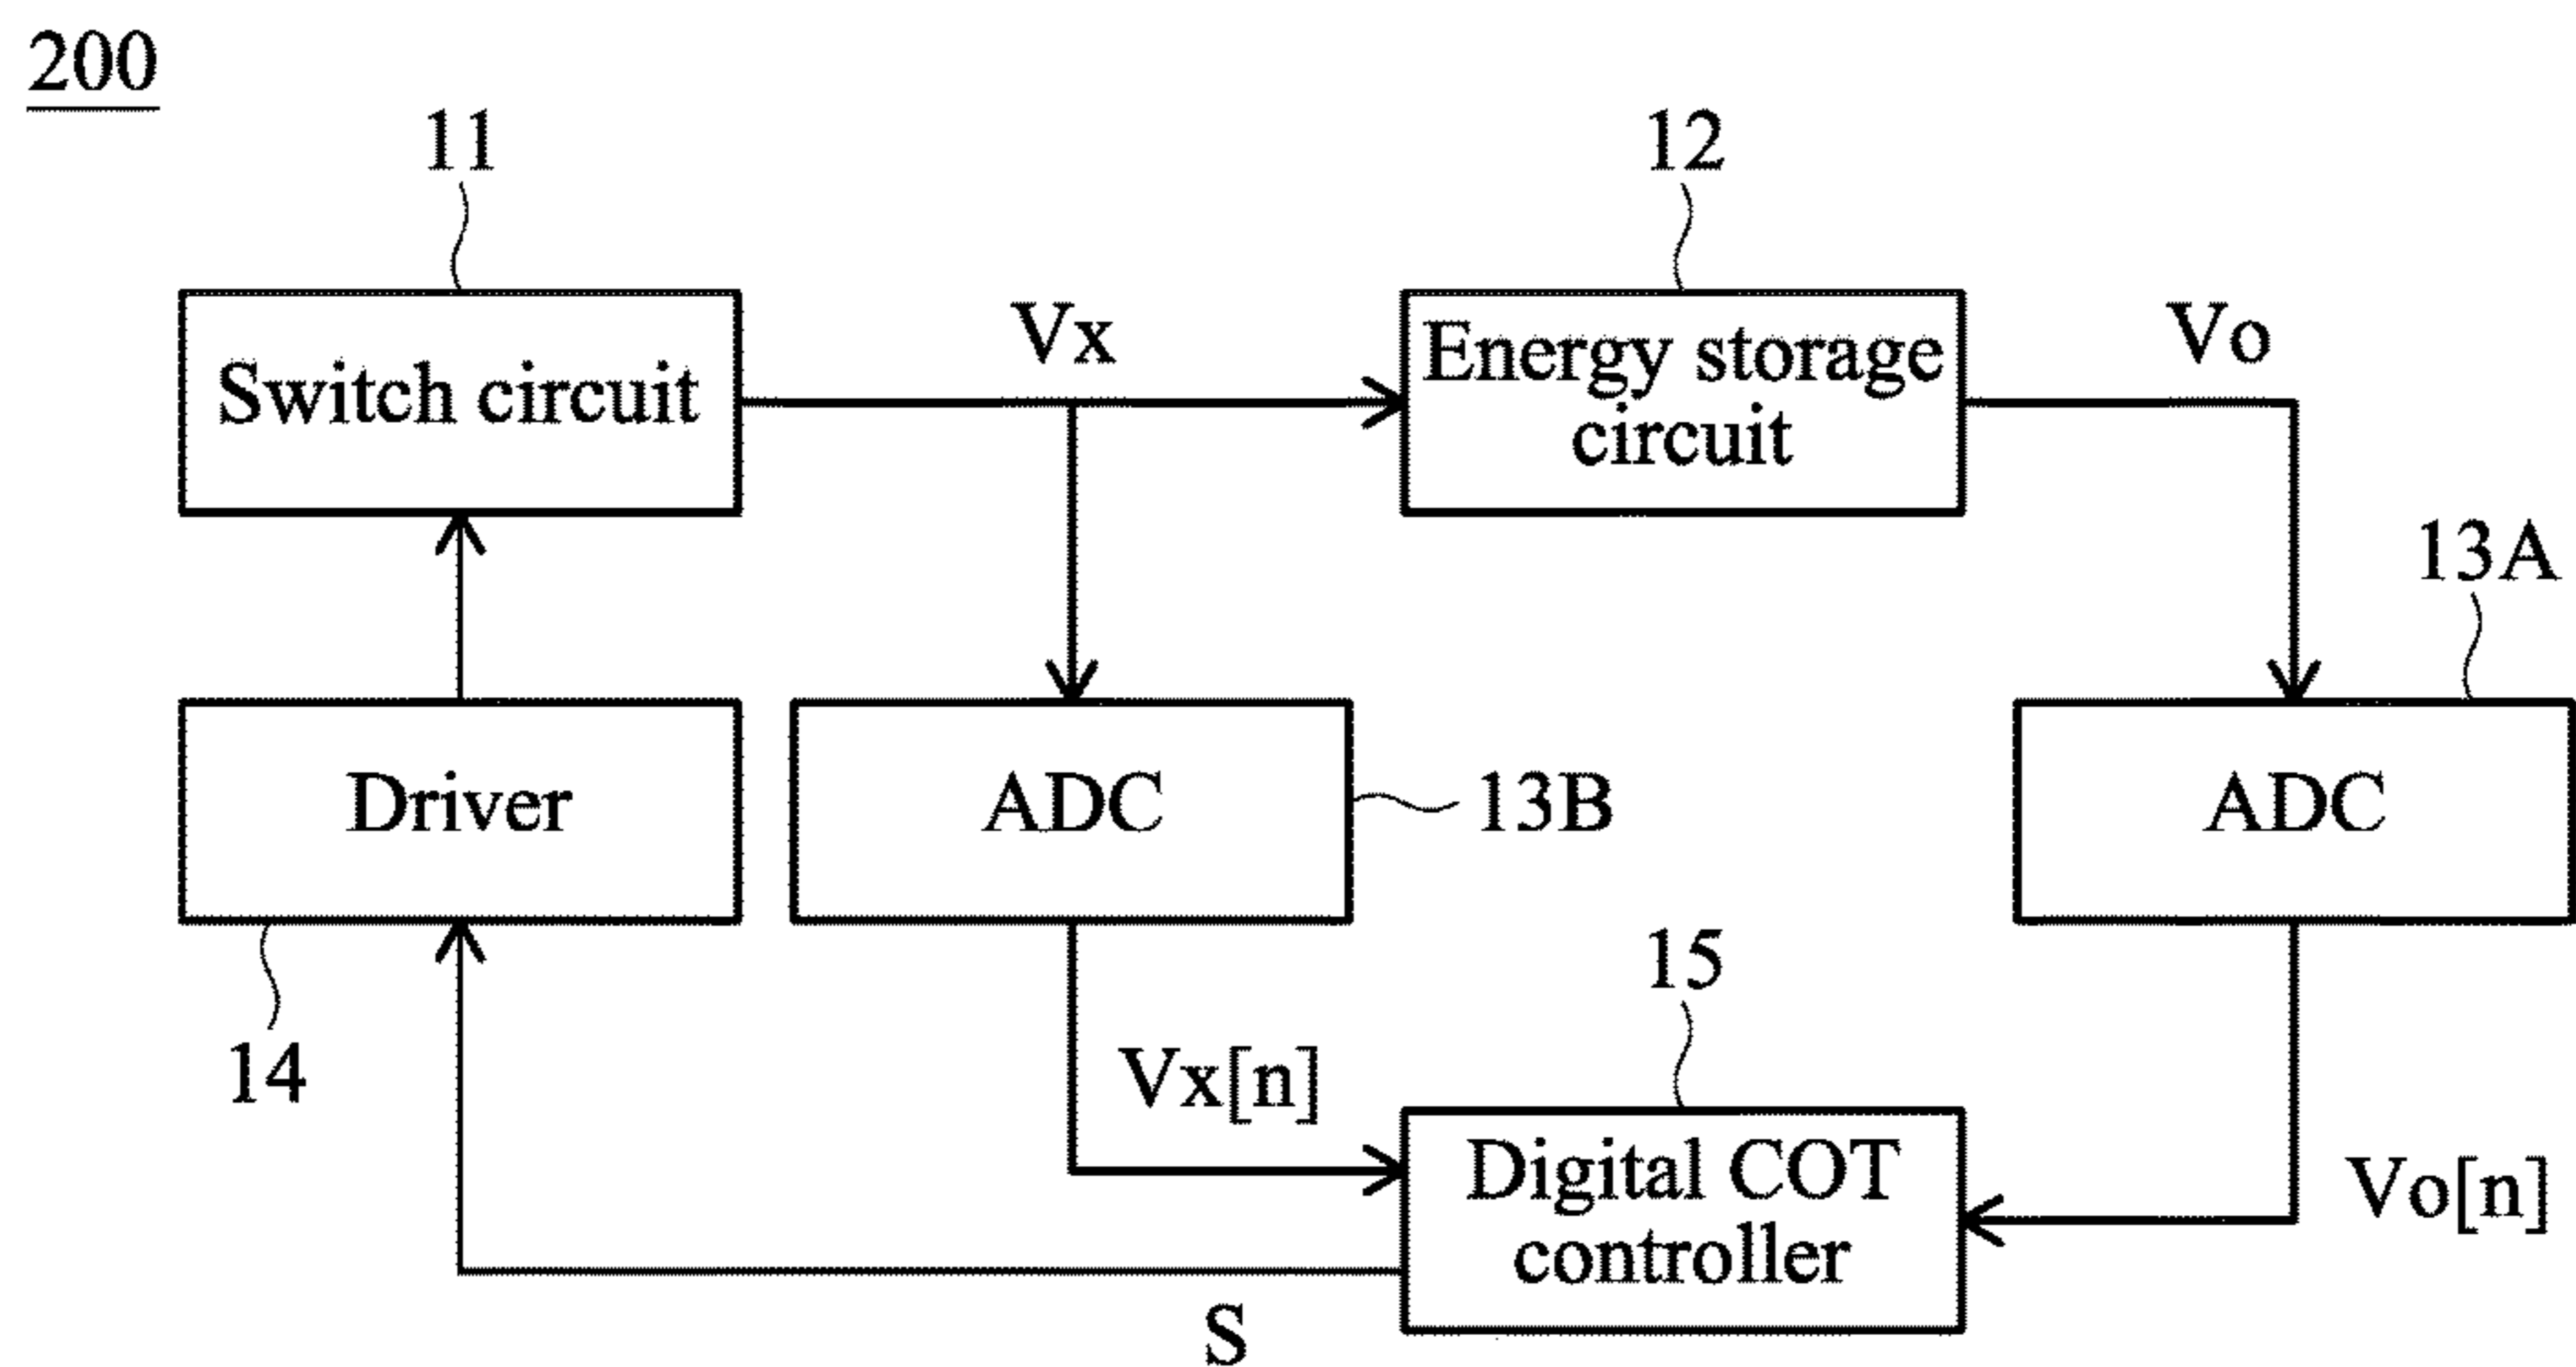 200
11
12
Vx
Vo
Switch circuit
Energy storage
circuit
13A
Driver
ADC
13B
ADC
14
15
Vx[n]
Digital COT
controller
Vo[n]
S